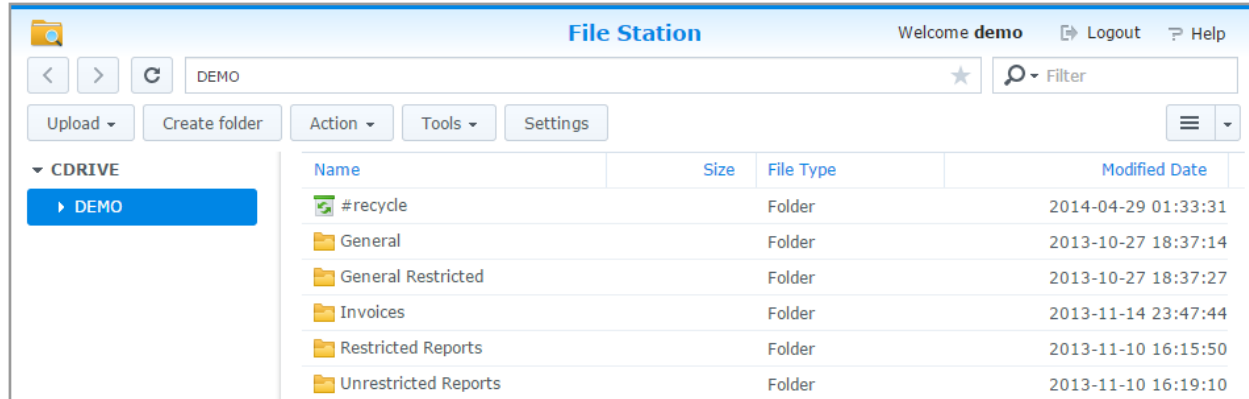 File Station Welcome demo Logout Help
DEMO Filter
Upload Create folder Action Tools Settings
CDRIVE
DEMO
Name Size File Type Modified Date
#recycle Folder 2014-04-29 01:33:31
General Folder 2013-10-27 18:37:14
General Restricted Folder 2013-10-27 18:37:27
Invoices Folder 2013-11-14 23:47:44
Restricted Reports Folder 2013-11-10 16:15:50
Unrestricted Reports Folder 2013-11-10 16:19:10